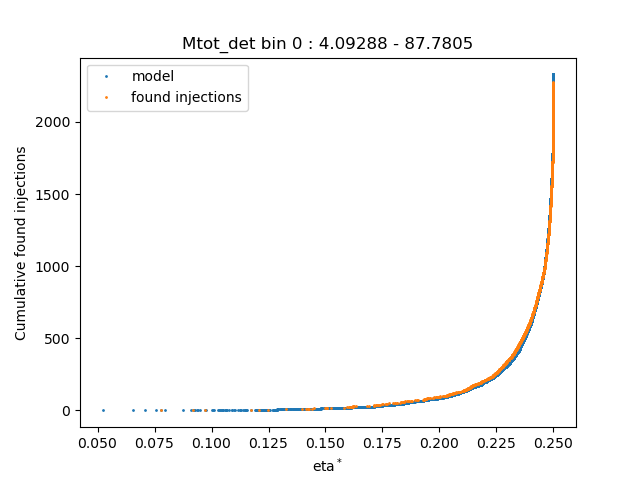 Mtot_det bin 0 : 4.09288 - 87.7805
model
found injections
Cumulative found injections
2000
1500
1000
500
0
0.050 0.075 0.100 0.125 0.150 0.175 0.200 0.225 0.250
eta*